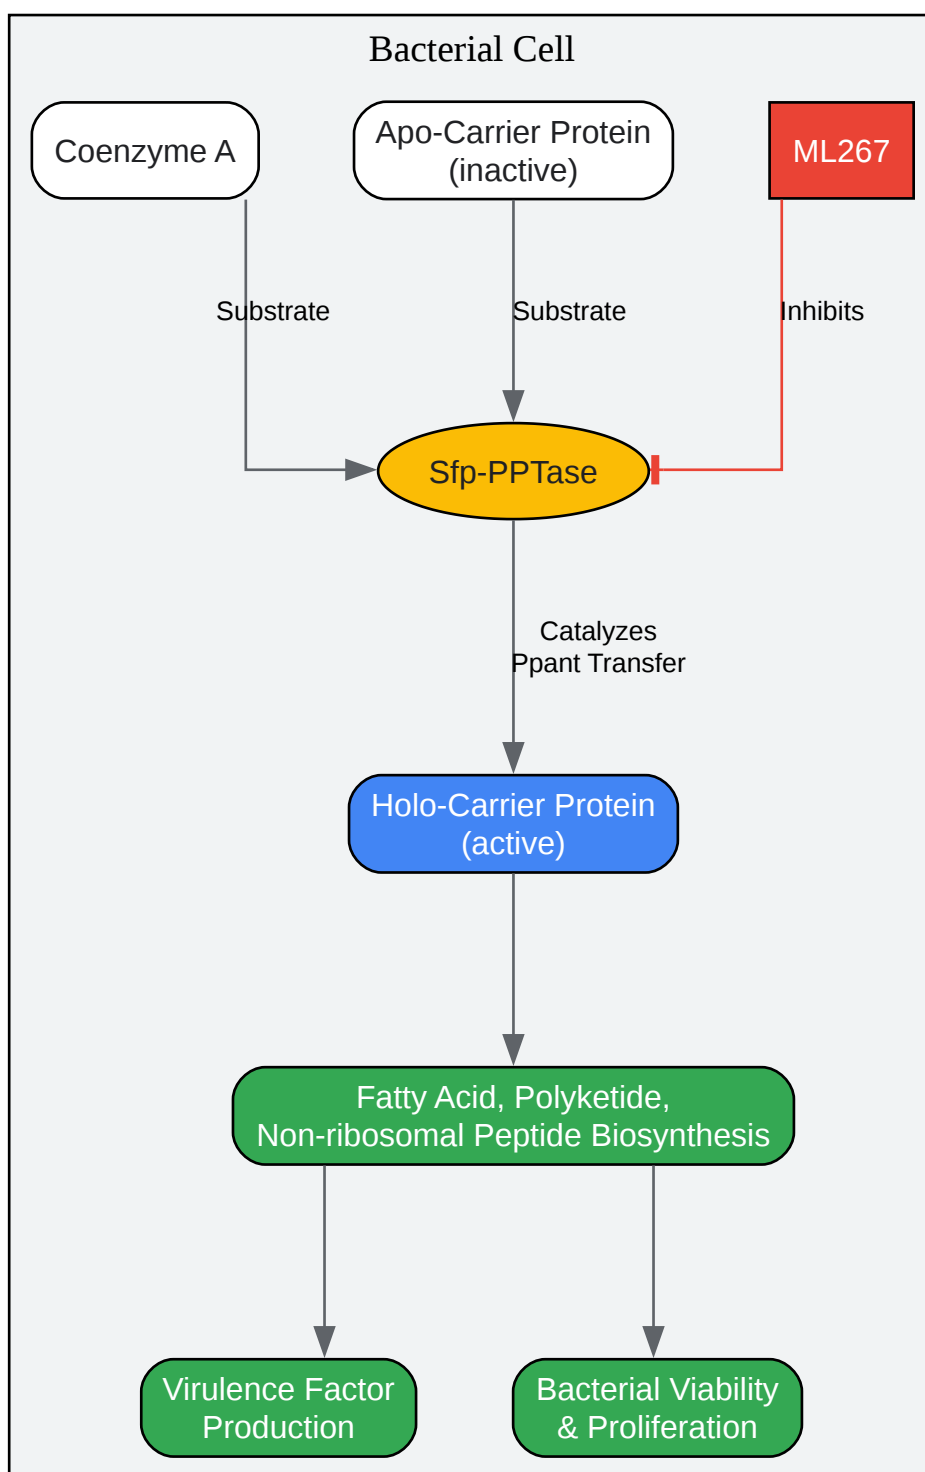 Bacterial Cell
Coenzyme A
Apo-Carrier Protein
(inactive)
ML267
Substrate
Substrate
Inhibits
Sfp-PPTase
Catalyzes
Ppant Transfer
Holo-Carrier Protein
(active)
Fatty Acid, Polyketide,
Non-ribosomal Peptide Biosynthesis
Virulence Factor
Production
Bacterial Viability
& Proliferation